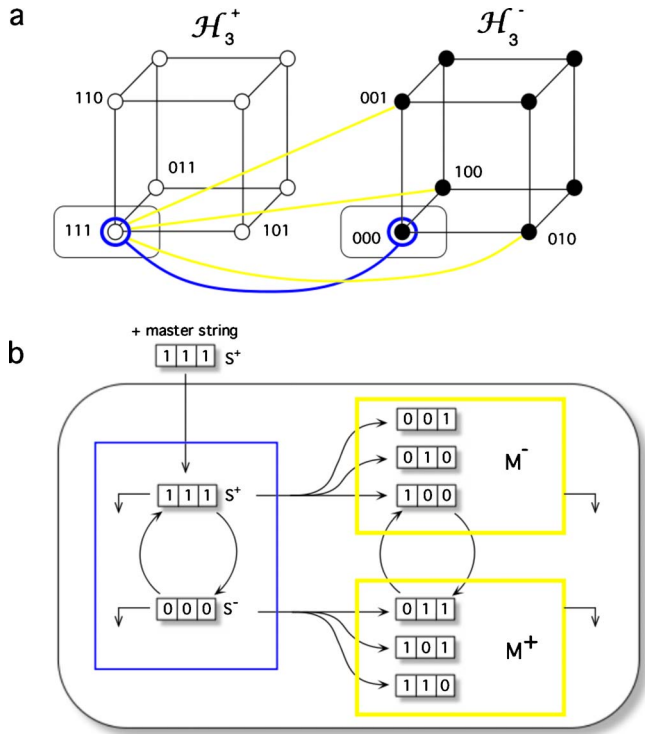 a
ℋ₃⁺ ℋ₃⁻
110 001
011 100
111 101 000 010
+ master string
b
1 1 1 S⁺
0 0 1
0 1 0 M⁻
1 1 1 S⁺ 1 0 0
0 0 0 S⁻ 0 1 1
1 0 1 M⁺
1 1 0